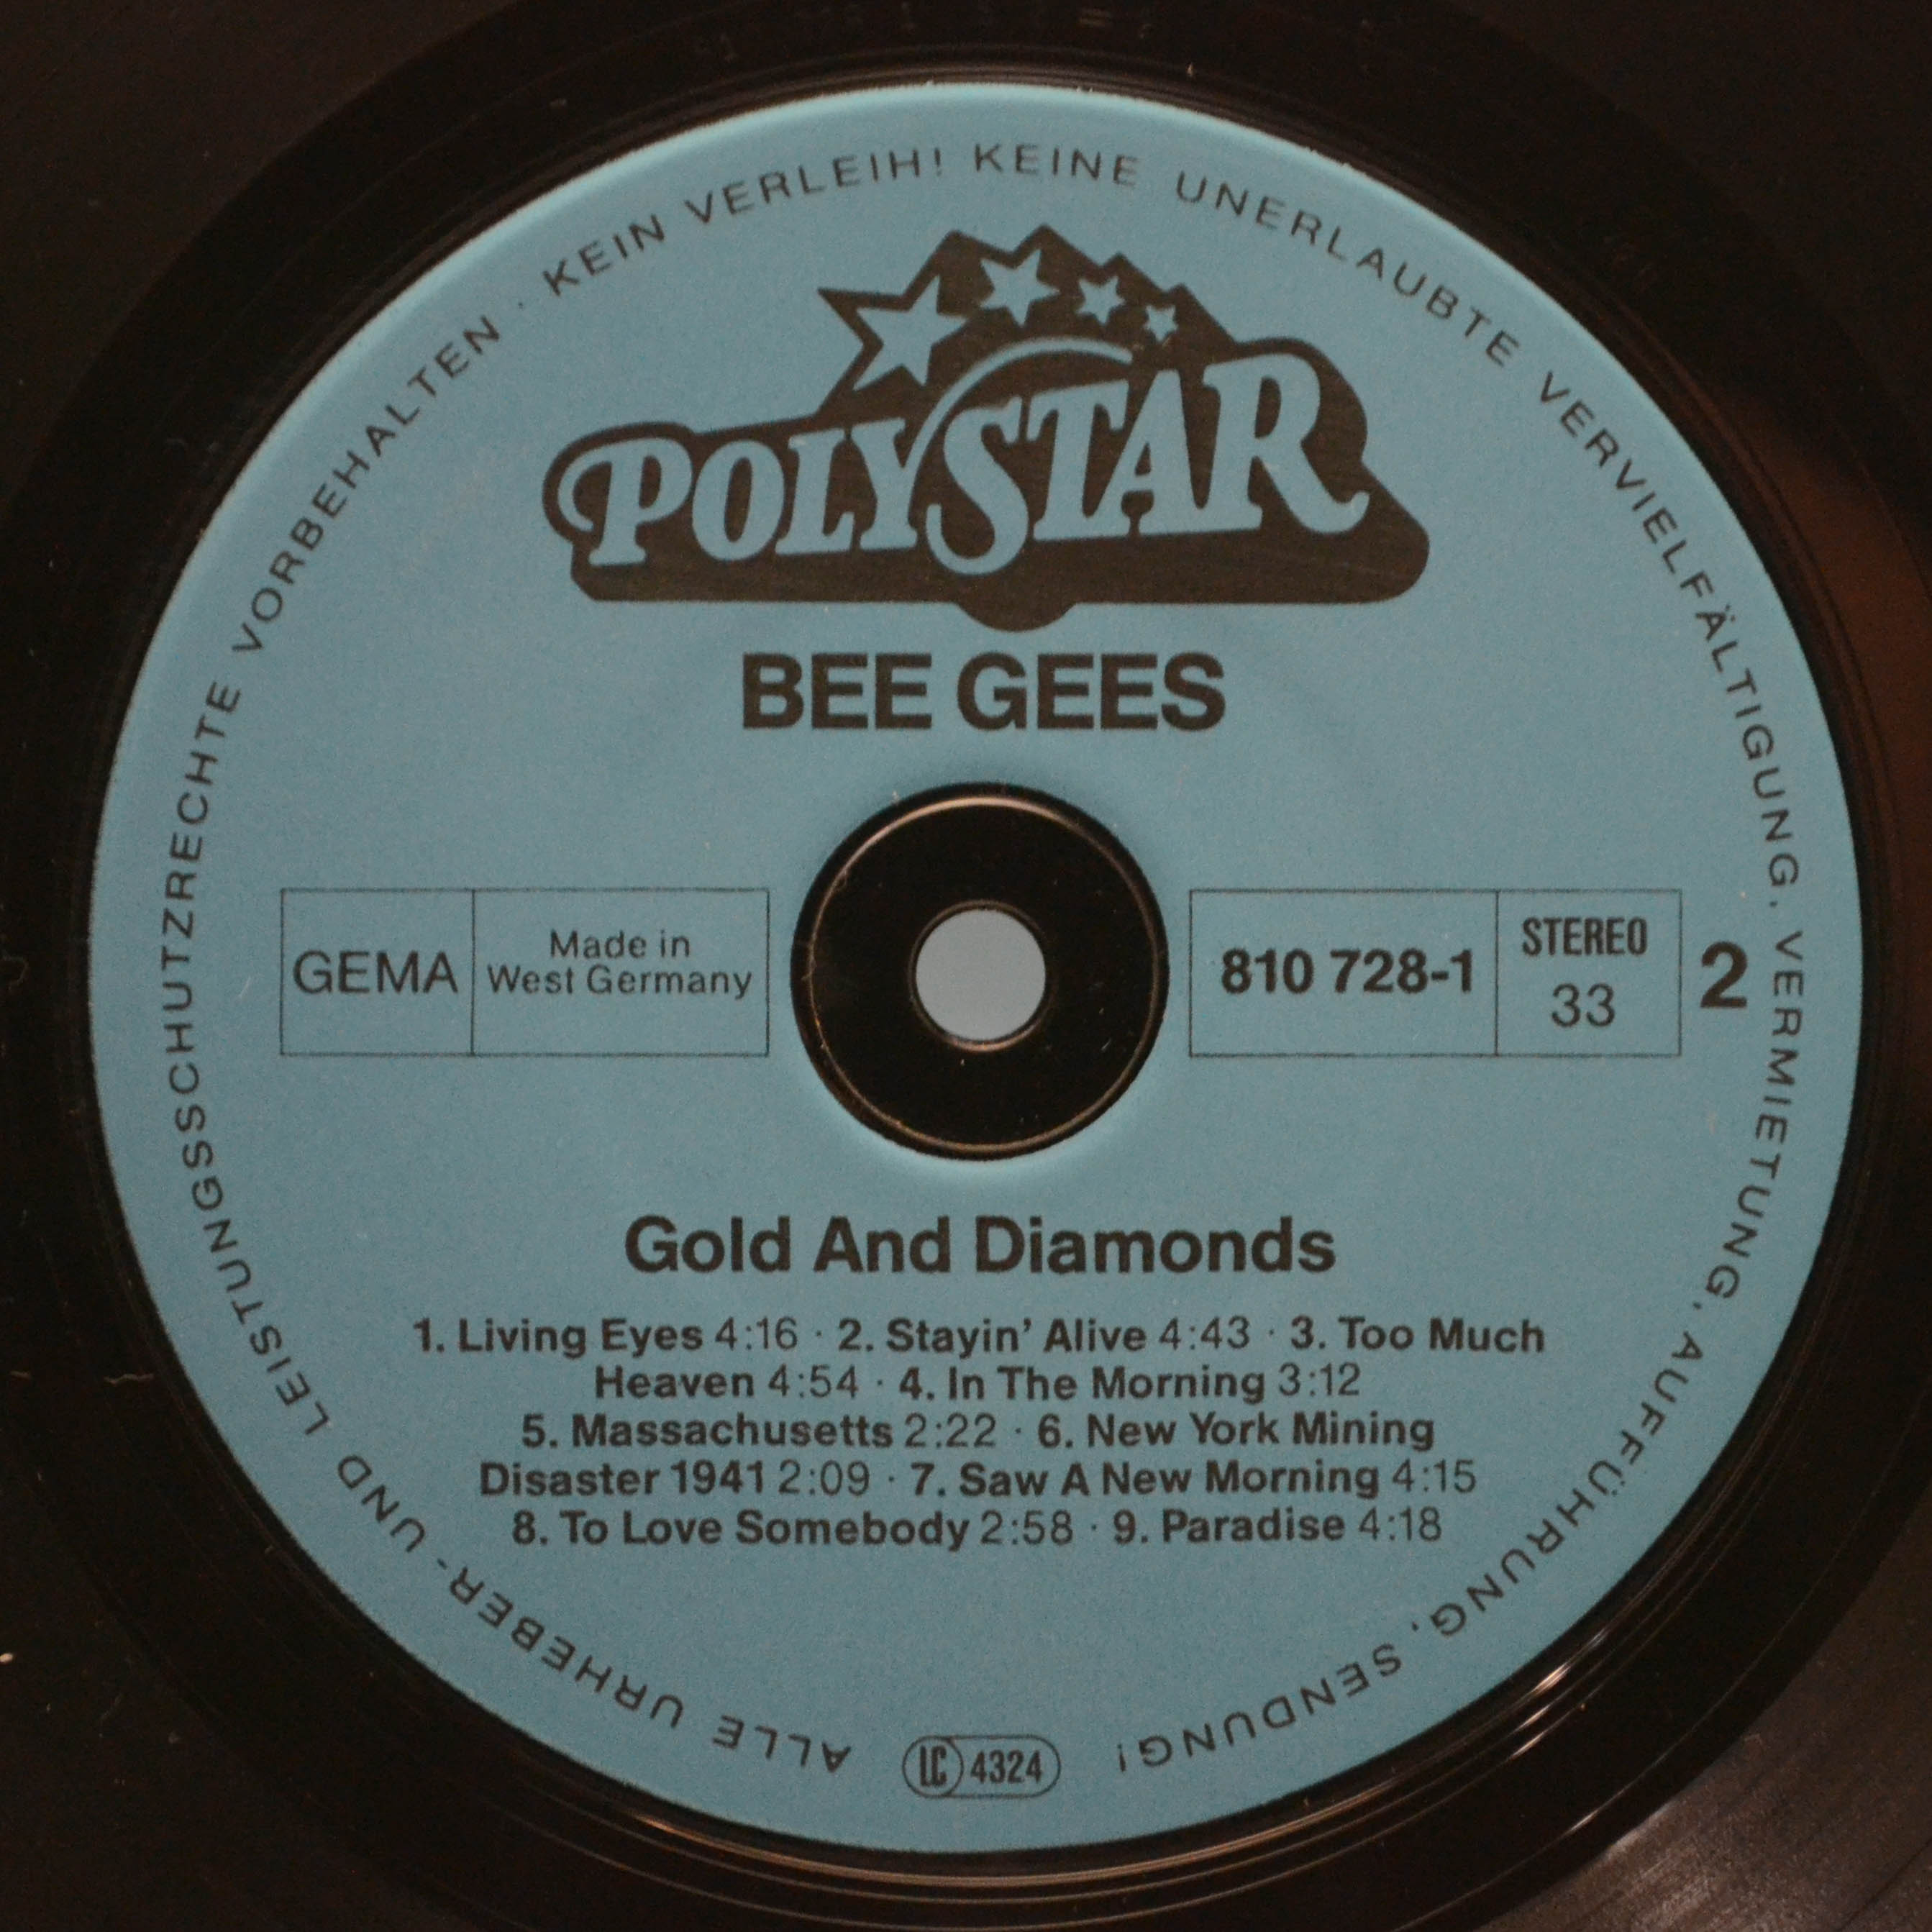 ALLE URHEBER- UND LEISTUNGSSCHUTZRECHTE VORBEHALTEN · KEIN VERLEIH! KEINE UNERLAUBTE VERVIELFÄLTIGUNG, VERMIETUNG, AUFFÜHRUNG, SENDUNG!
POLYSTAR
BEE GEES
GEMA
Made in
West Germany
810 728-1
STEREO
33
2
Gold And Diamonds
1. Living Eyes 4:16 · 2. Stayin' Alive 4:43 · 3. Too Much
Heaven 4:54 · 4. In The Morning 3:12
5. Massachusetts 2:22 · 6. New York Mining
Disaster 1941 2:09 · 7. Saw A New Morning 4:15
8. To Love Somebody 2:58 · 9. Paradise 4:18
LC 4324